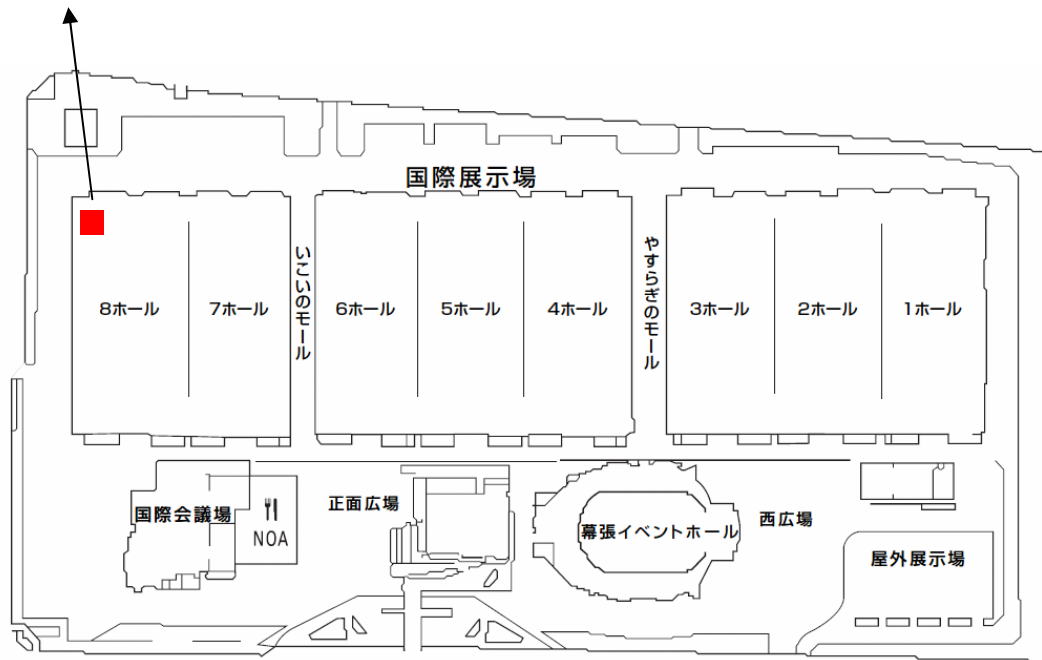 国際展示場
8ホール
7ホール
いこいのモール
6ホール
5ホール
4ホール
やすらぎのモール
3ホール
2ホール
1ホール
国際会議場
NOA
正面広場
幕張イベントホール
西広場
屋外展示場